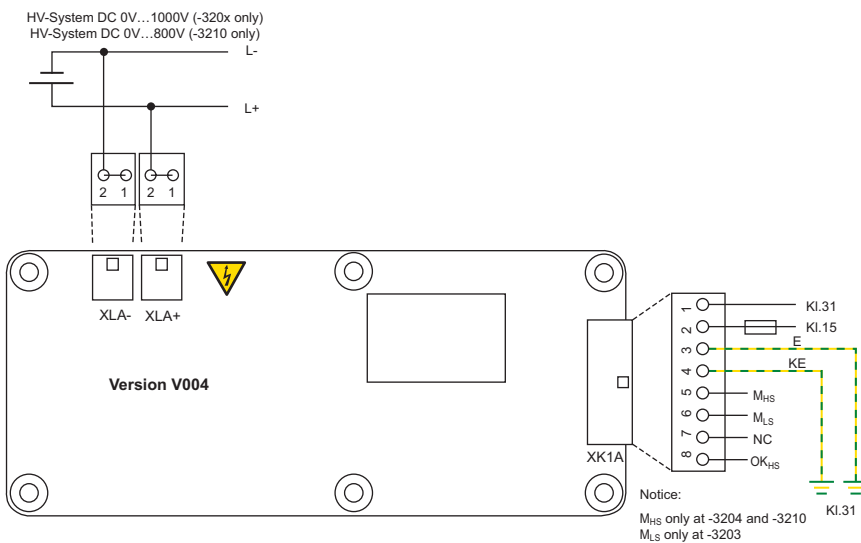 HV-System DC 0V...1000V (-320x only)
HV-System DC 0V...800V (-3210 only)
L-
L+
2 1 2 1
XLA- XLA+
Version V004
XK1A
1 Kl.31
2 Kl.15
3 E
4 KE
5 MHS
6 MLS
7 NC
8 OKHS
Kl.31
Notice:
MHS only at -3204 and -3210
MLS only at -3203